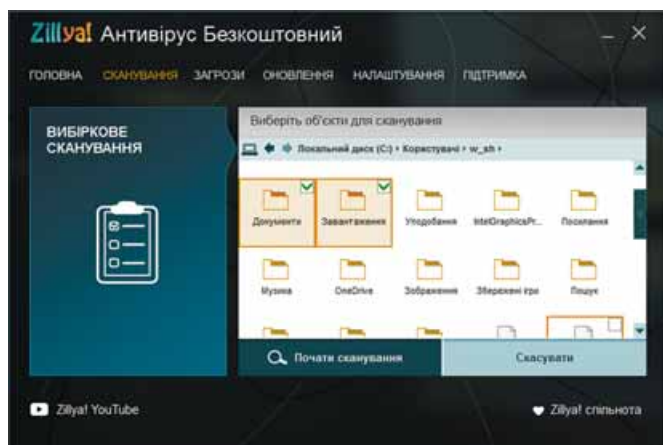 Zillya! Антивірус Безкоштовний
ГОЛОВНА СКАНУВАННЯ ЗАГРОЗИ ОНОВЛЕННЯ НАЛАШТУВАННЯ ПІДТРИМКА
ВИБІРКОВЕ
СКАНУВАННЯ
Виберіть об'єкти для сканування
Локальний диск (C:) Користувачі w_sh
Документи Завантаження Уподобання IntelGraphicsPr... Посилання
Музика OneDrive Зображення Збережені ігри Пошук
Почати сканування Скасувати
Zillya! YouTube Zillya! спільнота